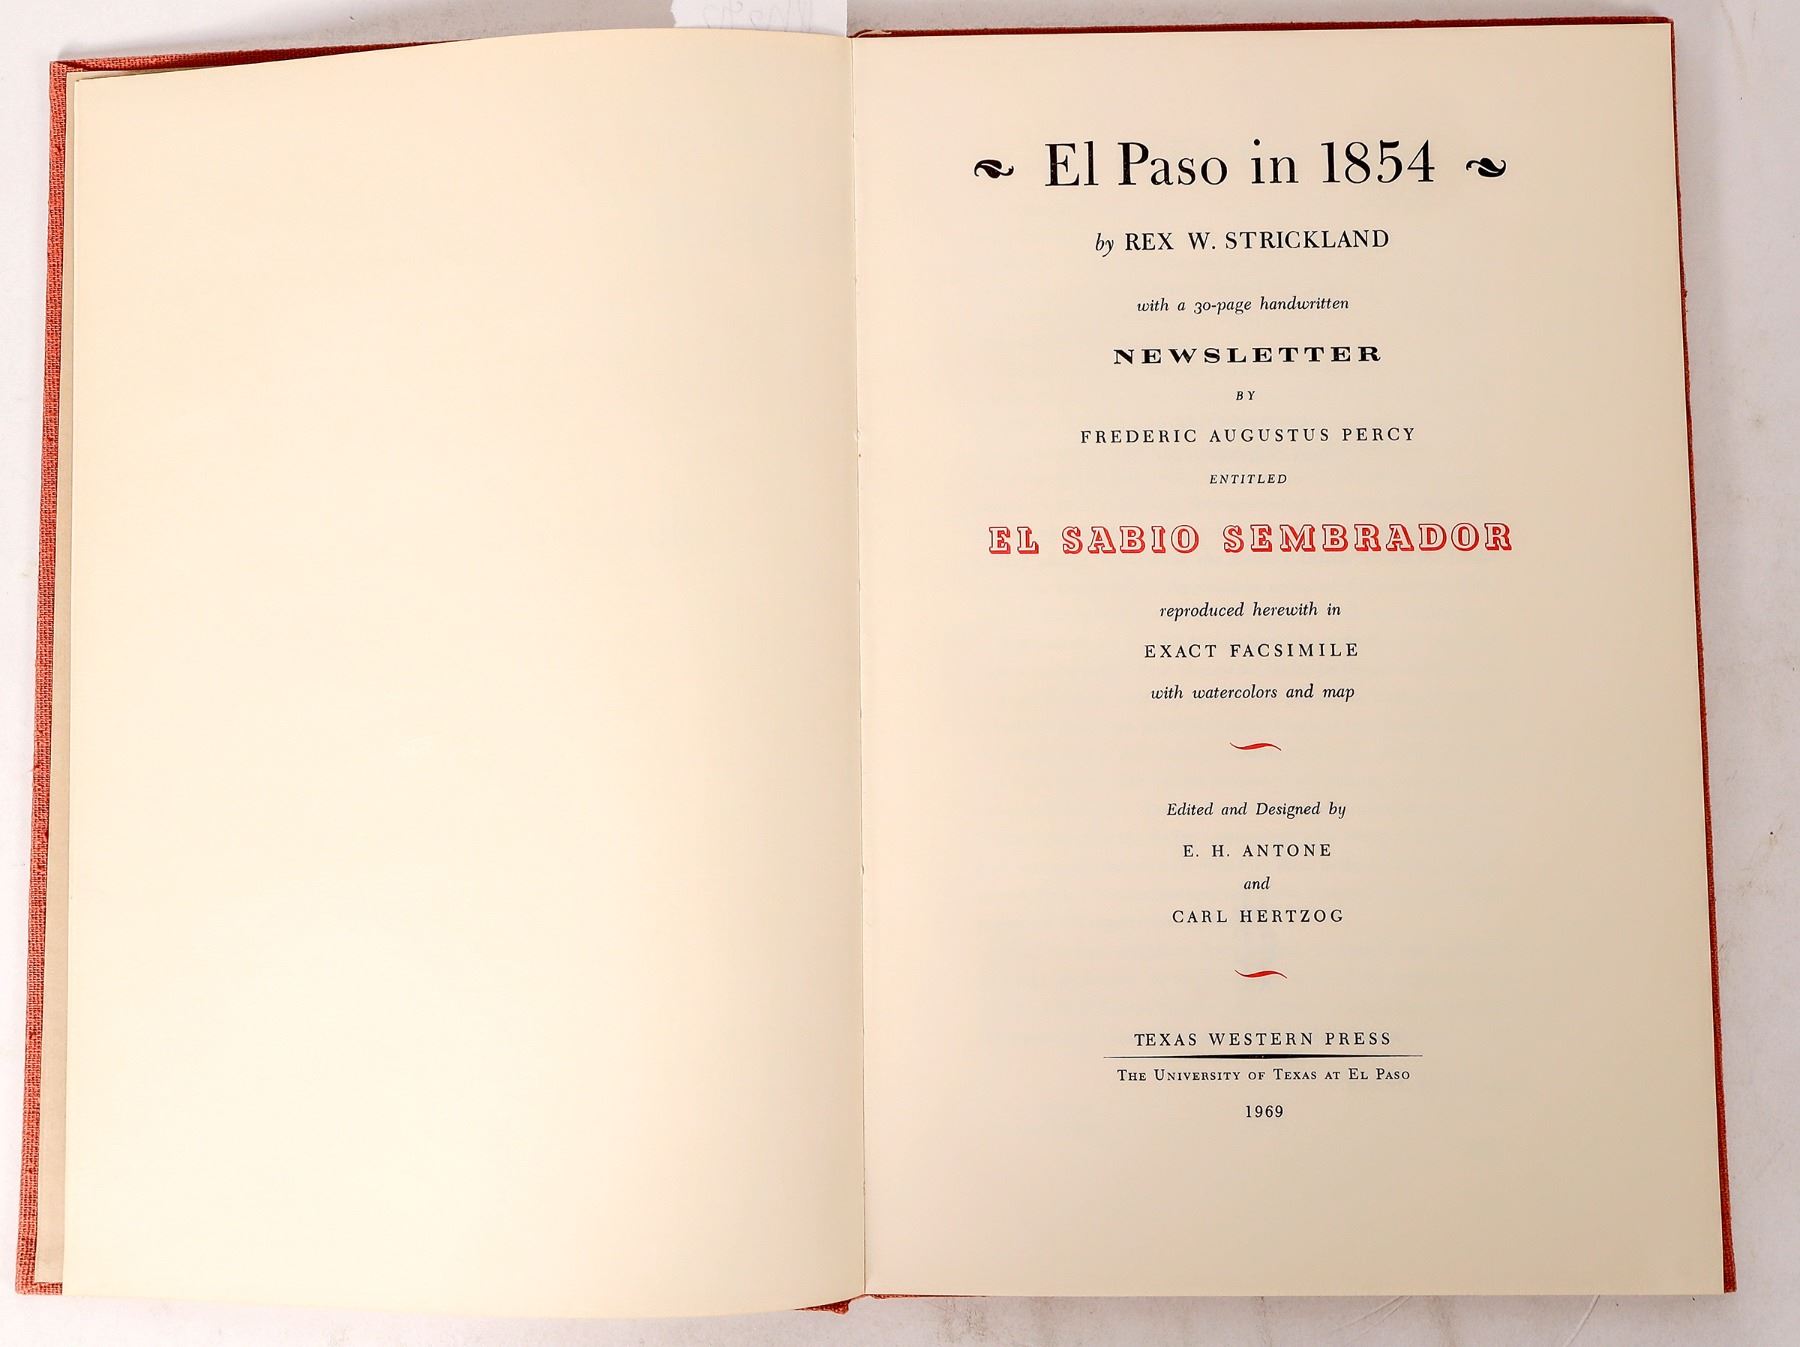 El Paso in 1854
by REX W. STRICKLAND
with a 30-page handwritten
NEWSLETTER
BY
FREDERIC AUGUSTUS PERCY
ENTITLED
EL SABIO SEMBRADOR
reproduced herewith in
EXACT FACSIMILE
with watercolors and map
Edited and Designed by
E. H. ANTONE
and
CARL HERTZOG
TEXAS WESTERN PRESS
THE UNIVERSITY OF TEXAS AT EL PASO
1969